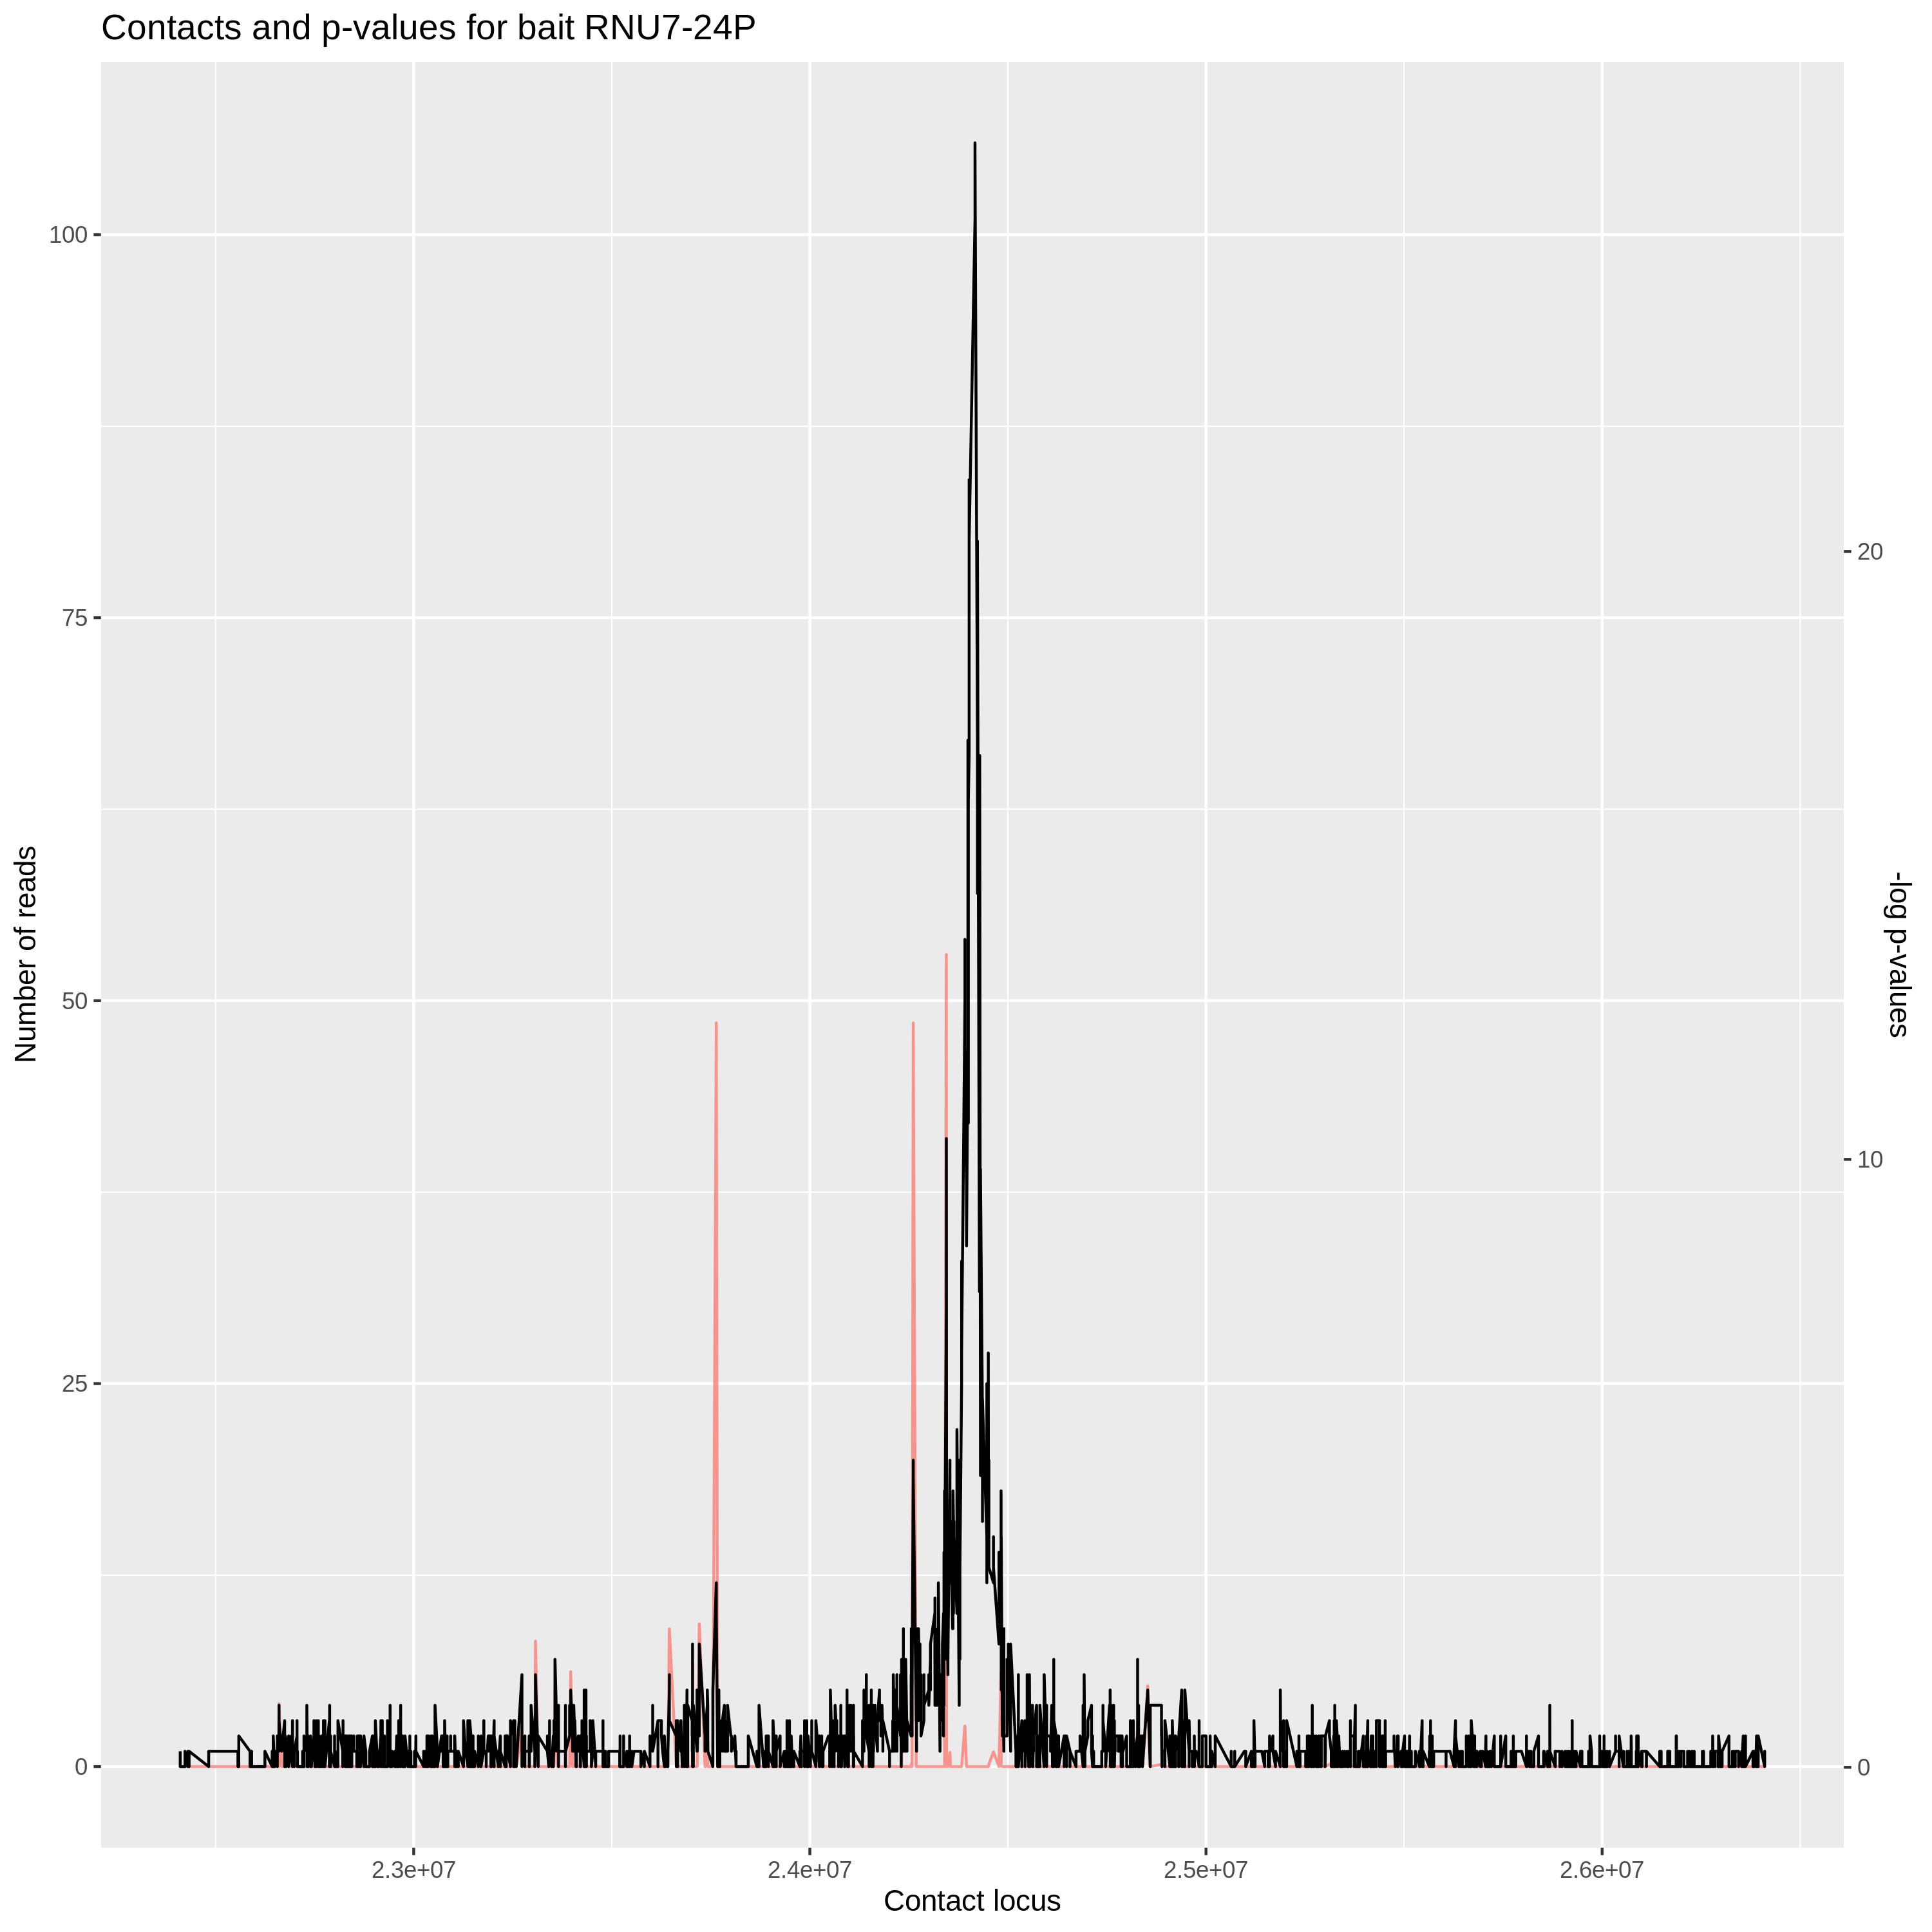 Contacts and p-values for bait RNU7-24P
100
75
50
25
0
Number of reads
20
10
0
-log p-values
2.3e+07
2.4e+07
2.5e+07
2.6e+07
Contact locus